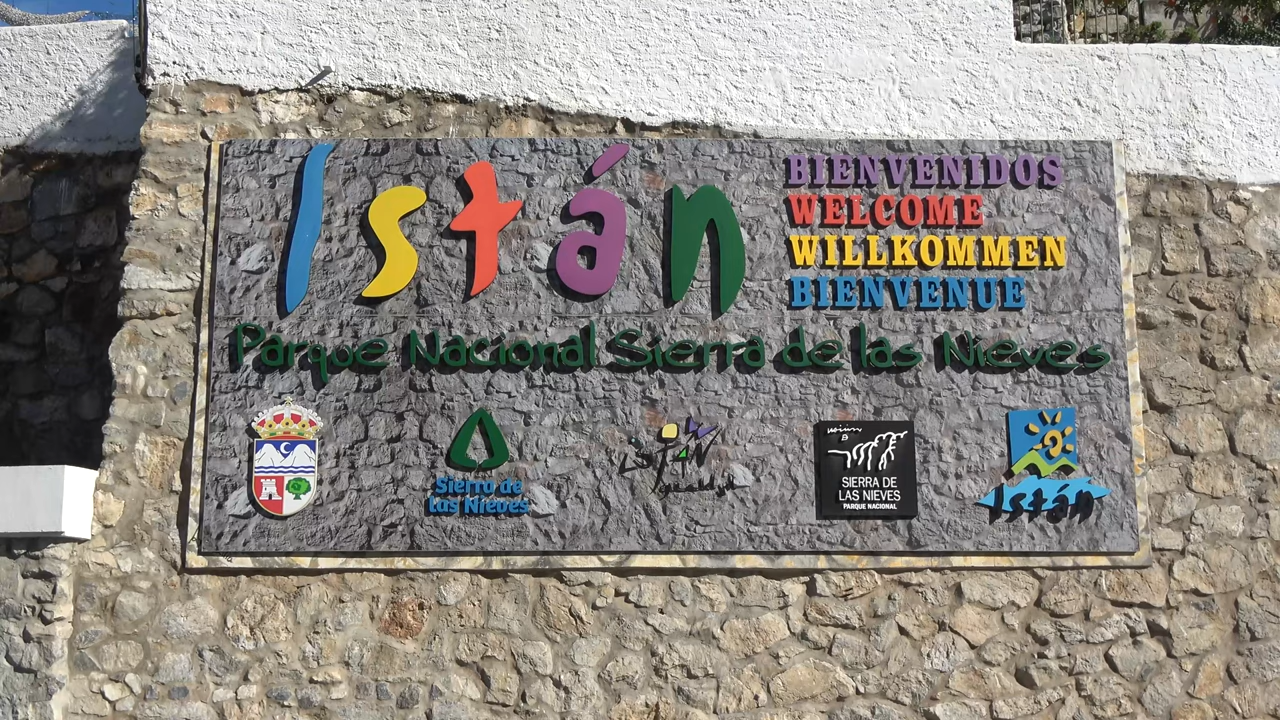 Istán
BIENVENIDOS
WELCOME
WILLKOMMEN
BIENVENUE
Parque Nacional Sierra de las Nieves
Sierra de
las Nieves
istán
SIERRA DE
LAS NIEVES
PARQUE NACIONAL
Istán